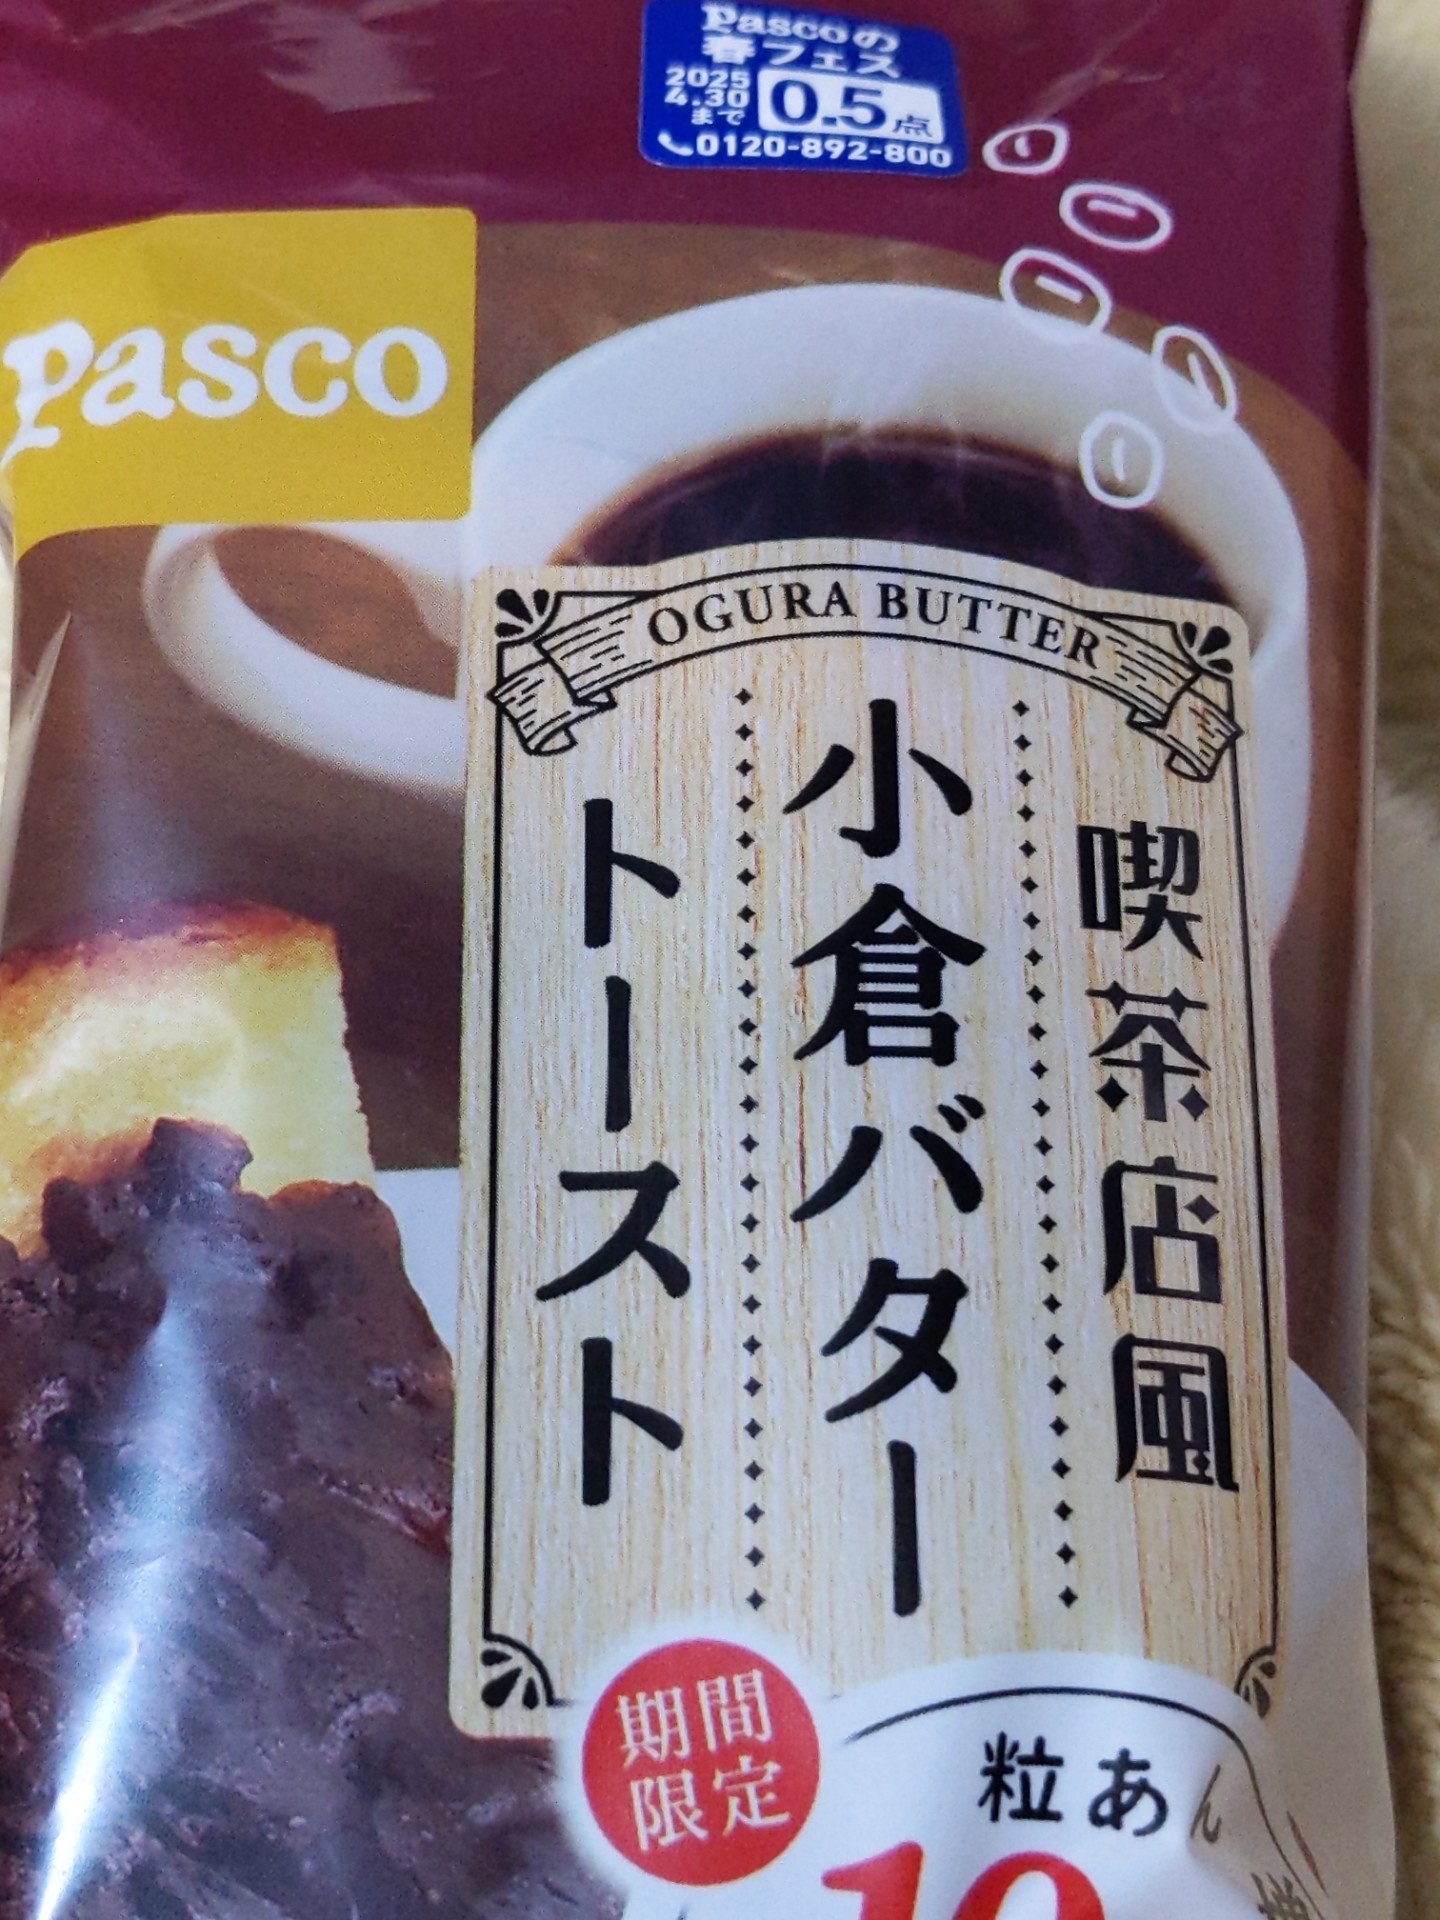 Pascoの
春フェス
2025
4.30
まで
0.5点
0120-892-800
Pasco
OGURA BUTTER
喫茶店風
小倉バター
トースト
期間
限定
粒あん
10